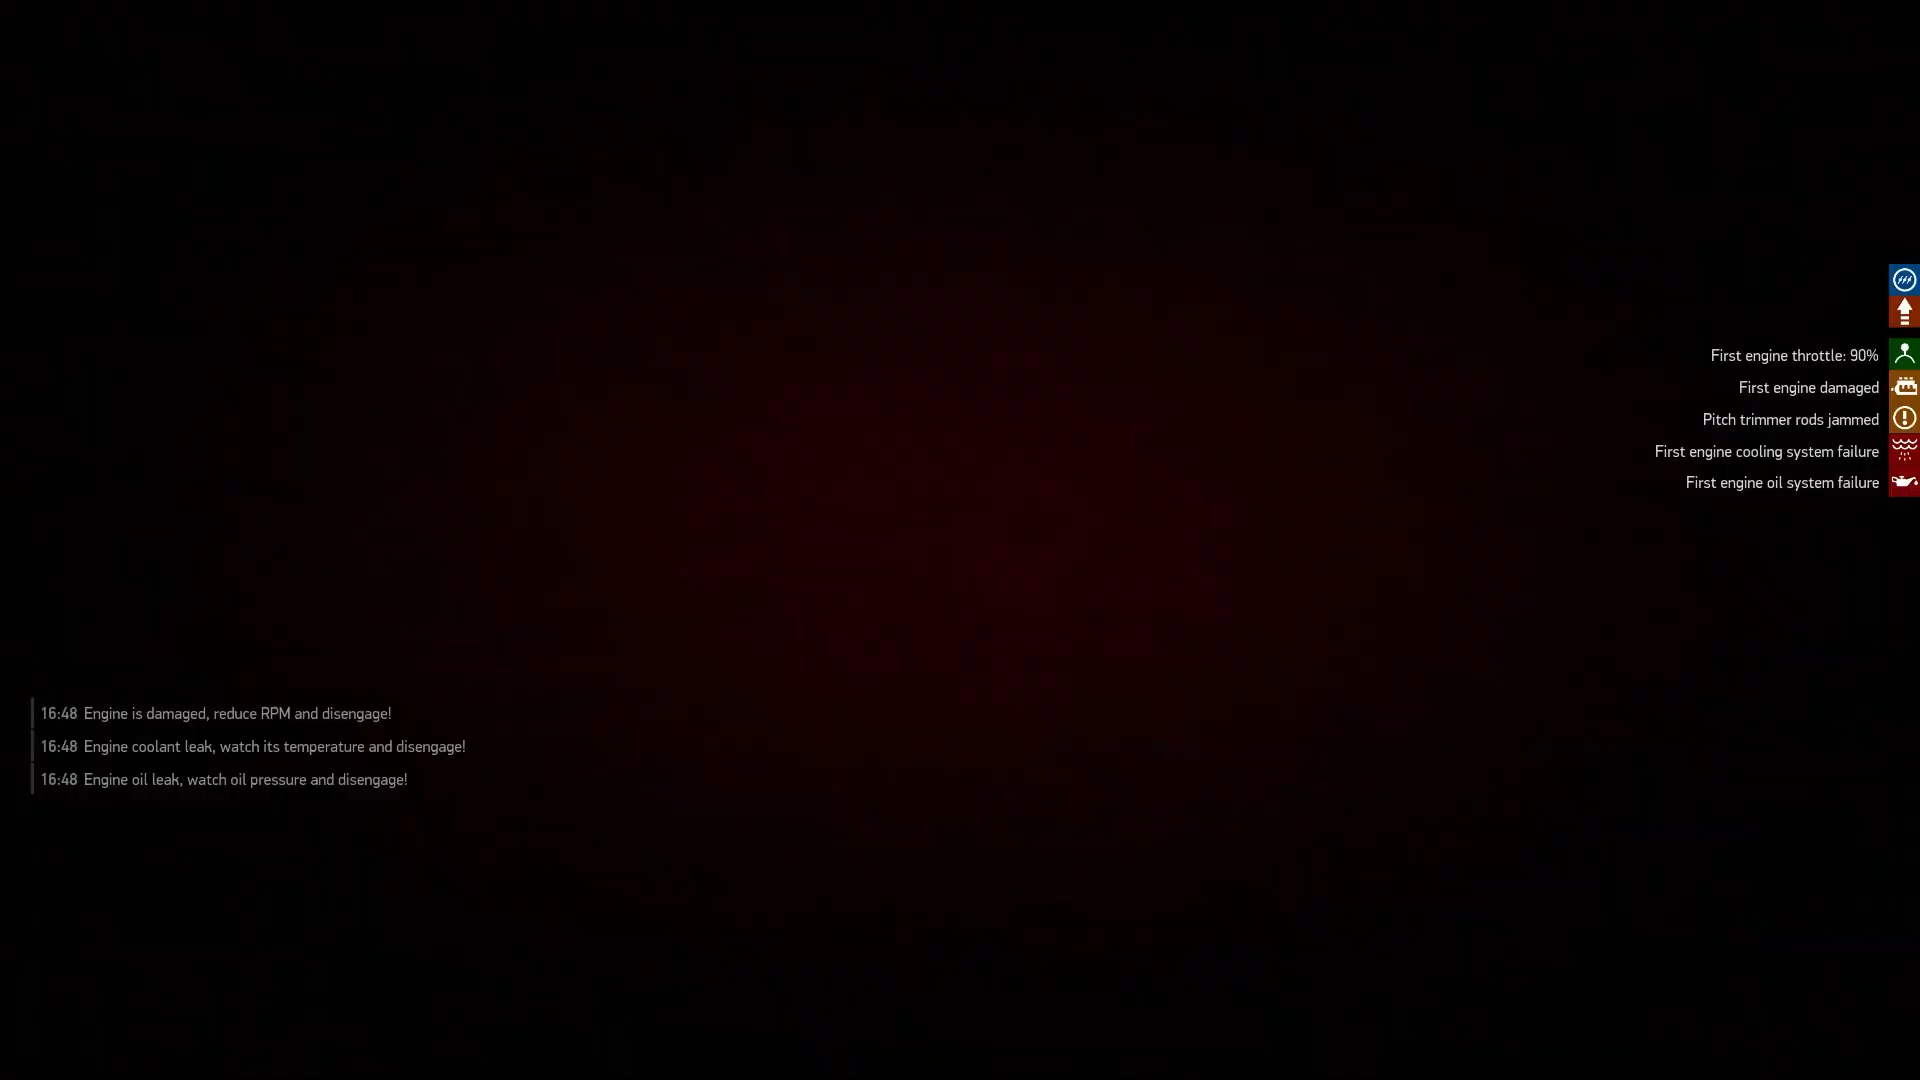 First engine throttle: 90%
First engine damaged
Pitch trimmer rods jammed
First engine cooling system failure
First engine oil system failure
16:48 Engine is damaged, reduce RPM and disengage!
16:48 Engine coolant leak, watch its temperature and disengage!
16:48 Engine oil leak, watch oil pressure and disengage!